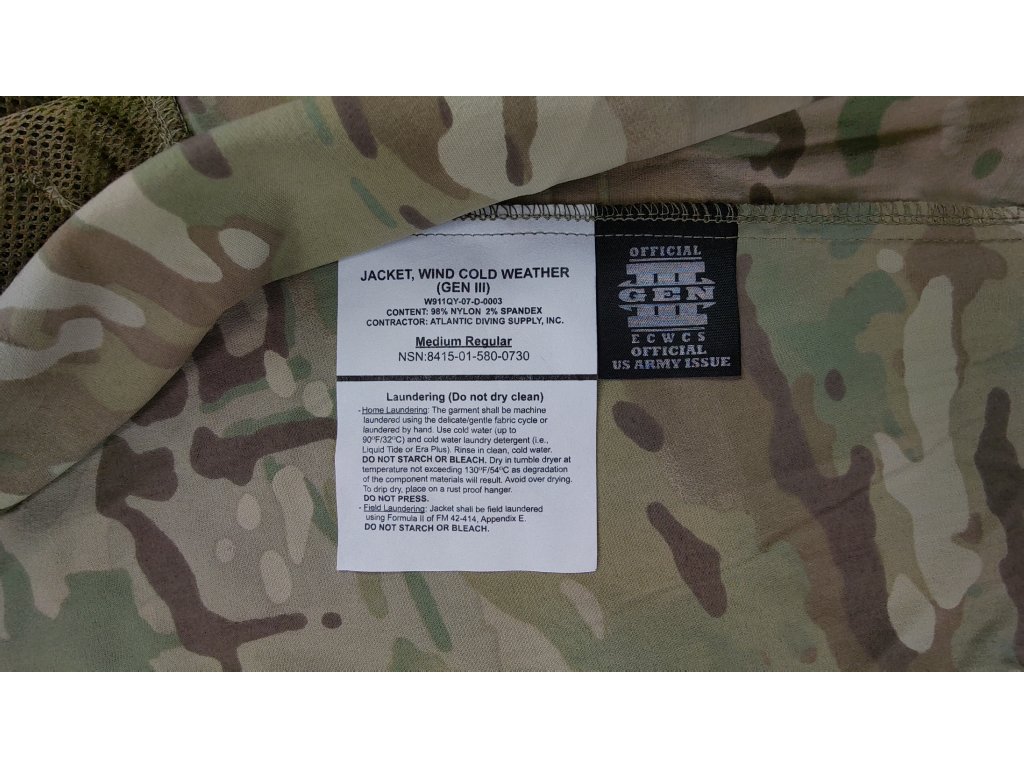 JACKET, WIND COLD WEATHER
(GEN III)
W911QY-07-D-0003
CONTENT: 98% NYLON 2% SPANDEX
CONTRACTOR: ATLANTIC DIVING SUPPLY, INC.
Medium Regular
NSN:8415-01-580-0730
Laundering (Do not dry clean)
- Home Laundering: The garment shall be machine
laundered using the delicate/gentle fabric cycle or
laundered by hand. Use cold water (up to
90ºF/32ºC) and cold water laundry detergent (i.e.,
Liquid Tide or Era Plus). Rinse in clean, cold water.
DO NOT STARCH OR BLEACH. Dry in tumble dryer at
temperature not exceeding 130ºF/54ºC as degradation
of the component materials will result. Avoid over drying.
To drip dry, place on a rust proof hanger.
DO NOT PRESS.
- Field Laundering: Jacket shall be field laundered
using Formula II of FM 42-414, Appendix E.
DO NOT STARCH OR BLEACH.
OFFICIAL
III
GEN
ECWCS
OFFICIAL
US ARMY ISSUE